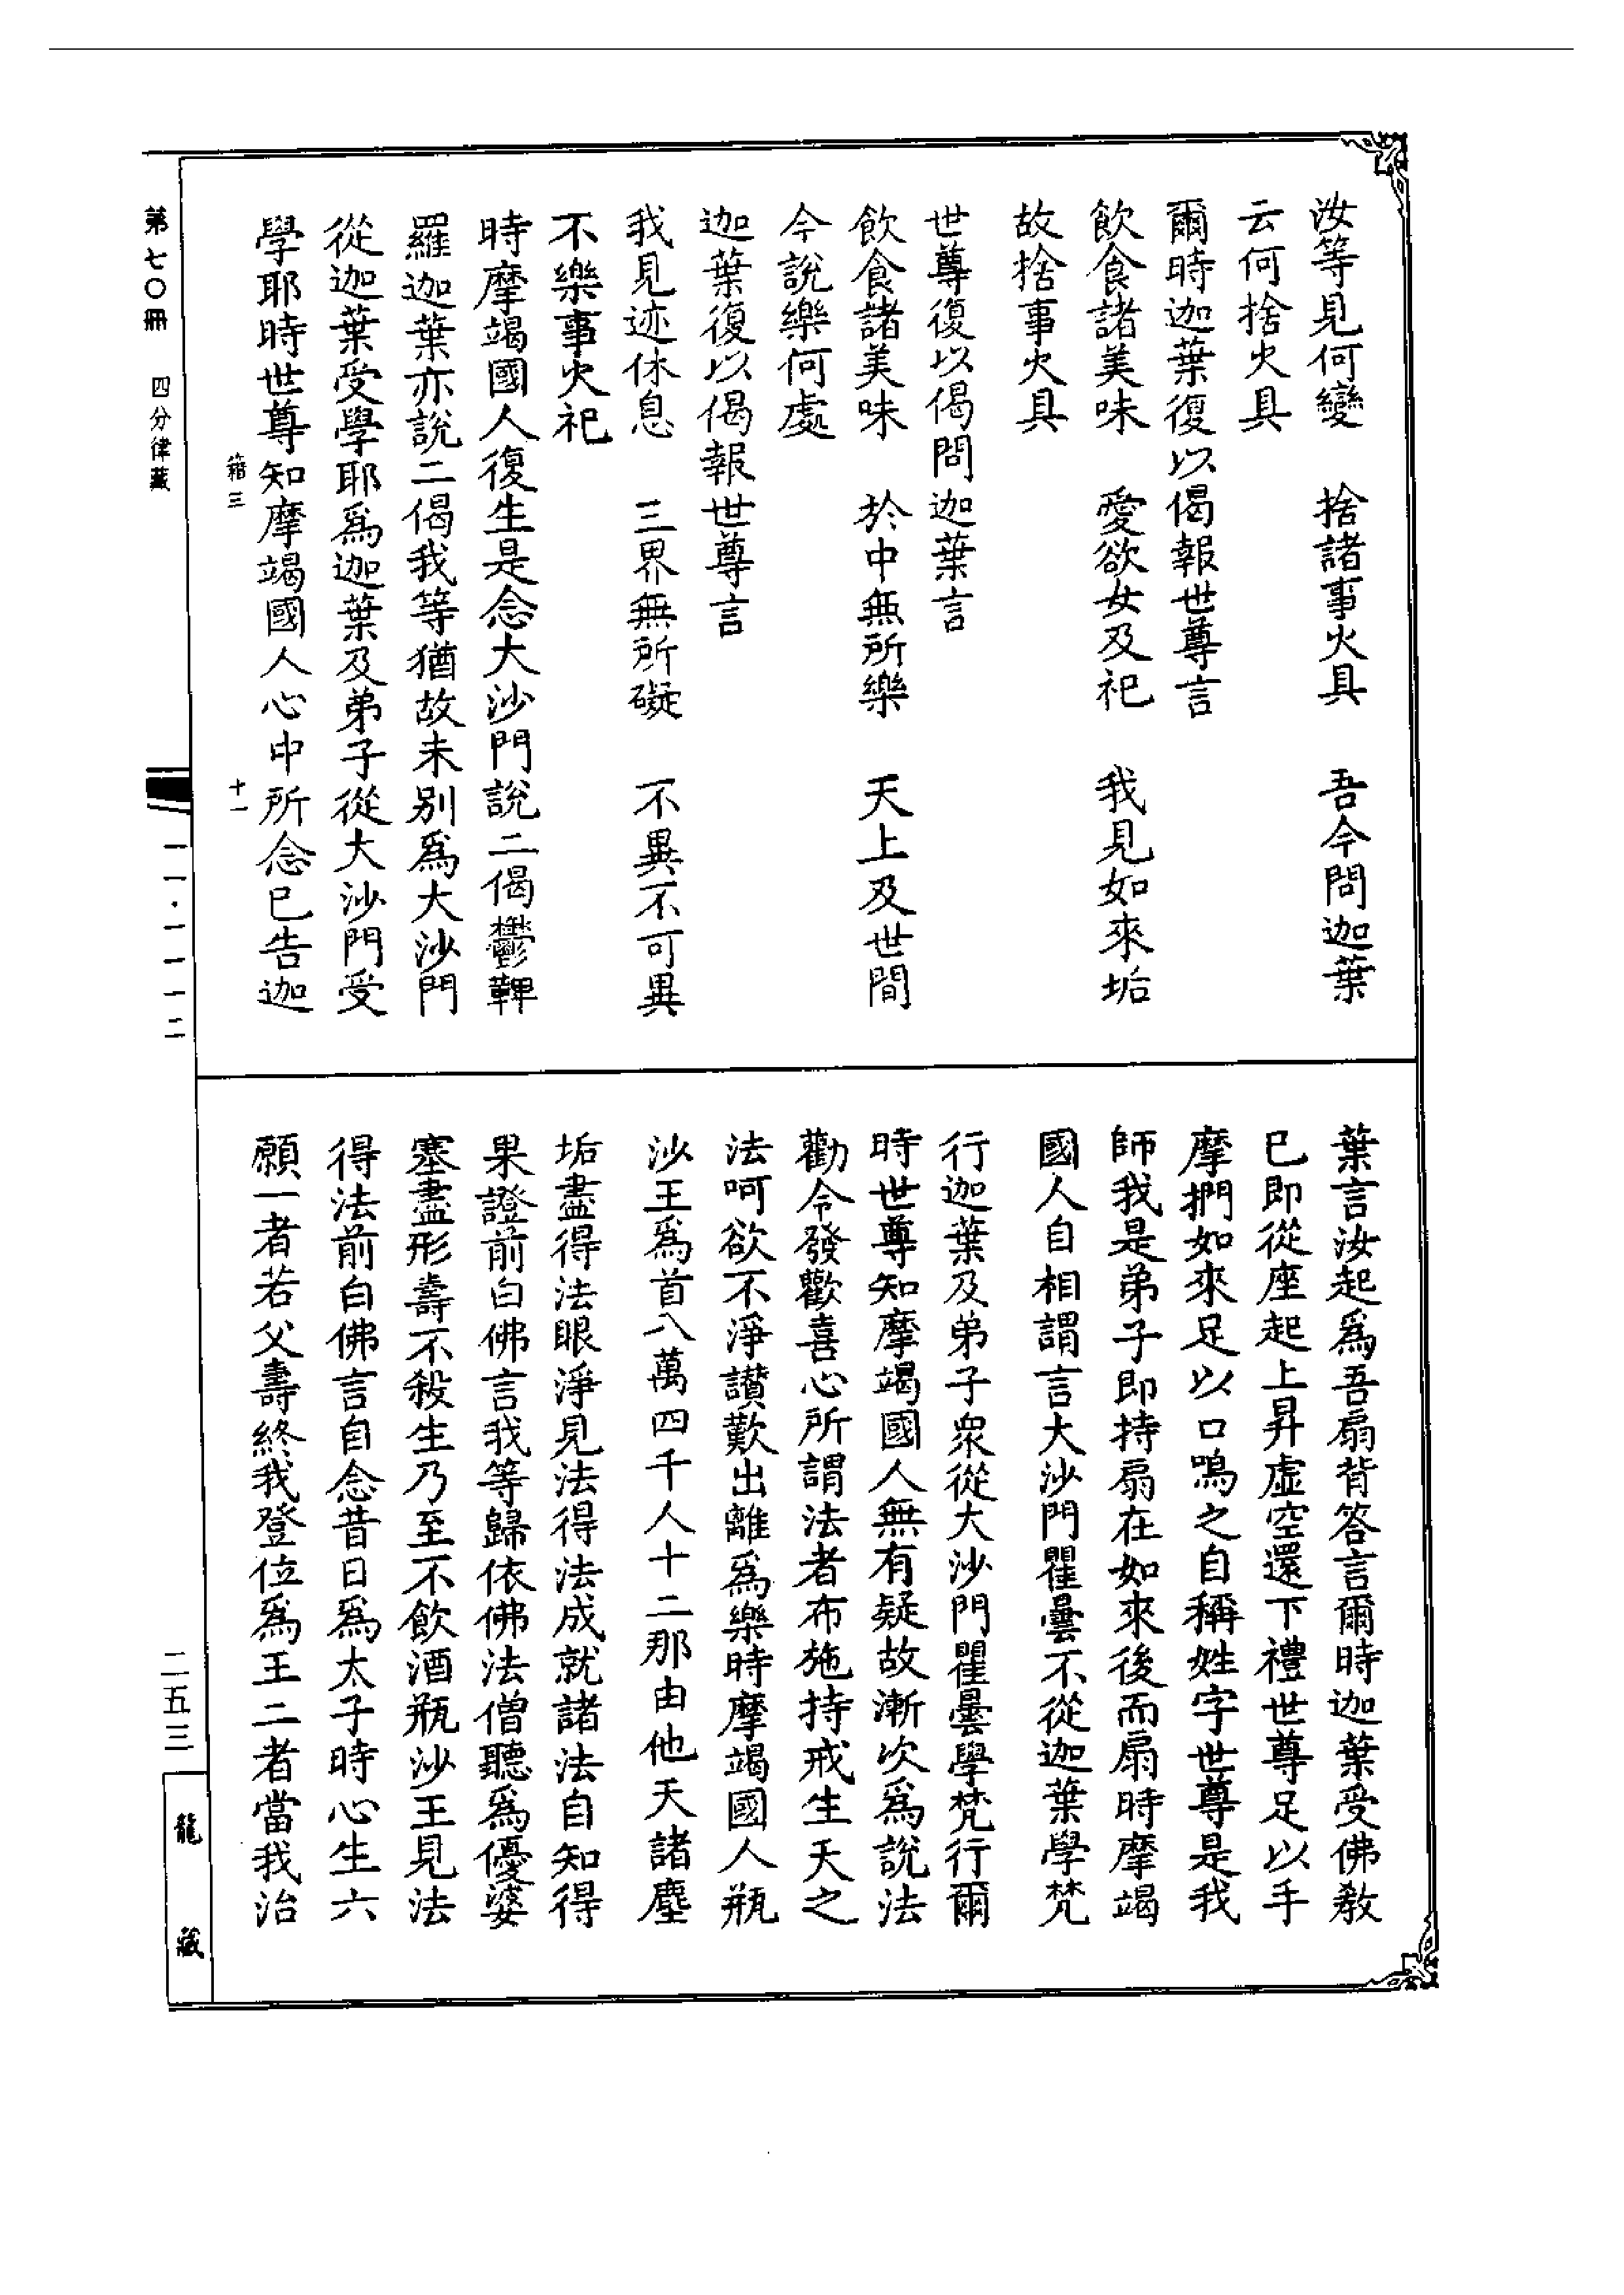 汝等見何變　捨諸事火具　吾今問迦葉
云何捨火具
爾時迦葉復以偈報世尊言
飲食諸美味　愛欲女及祀　我見如來垢
故捨事火具
世尊復以偈問迦葉言
飲食諸美味　於中無所樂　天上及世間
今說樂何處
迦葉復以偈報世尊言
我見迹休息　三界無所礙　不異不可異
不樂事火祀
時摩竭國人復生是念大沙門說二偈鬱鞞
羅迦葉亦說二偈我等猶故未別爲大沙門
從迦葉受學耶爲迦葉及弟子從大沙門受
學耶時世尊知摩竭國人心中所念已告迦
葉言汝起爲吾扇背答言爾時迦葉受佛教
已即從座起上昇虛空還下禮世尊足以手
摩捫如來足以口鳴之自稱姓字世尊是我
師我是弟子即持扇在如來後而扇時摩竭
國人自相謂言大沙門瞿曇不從迦葉學梵
行迦葉及弟子衆從大沙門瞿曇學梵行爾
時世尊知摩竭國人無有疑故漸次爲說法
勸令發歡喜心所謂法者布施持戒生天之
法呵欲不淨讃歎出離爲樂時摩竭國人瓶
沙王爲首八萬四千人十二那由他天諸塵
垢盡得法眼淨見法得法成就諸法自知得
果證前白佛言我等歸依佛法僧聽爲優婆
塞盡形壽不殺生乃至不飲酒瓶沙王見法
得法前白佛言自念昔日爲太子時心生六
願一者若父壽終我登位爲王二者當我治
籍三　十一
第七〇冊　四分律藏
一一·一一一二
二五三
龍藏